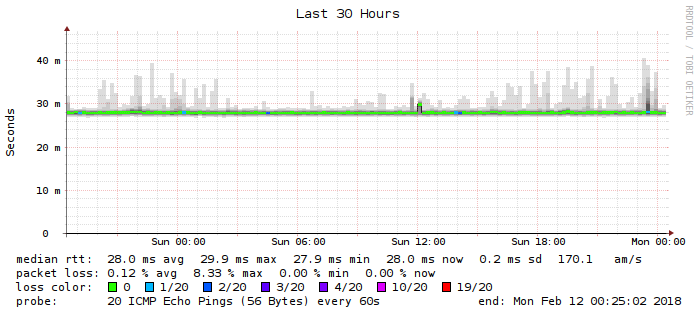 Last 30 Hours
RRDTOOL / TOBI OETIKER
Seconds
40 m
30 m
20 m
10 m
0
Sun 00:00 Sun 06:00 Sun 12:00 Sun 18:00 Mon 00:00
median rtt: 28.0 ms avg 29.9 ms max 27.9 ms min 28.0 ms now 0.2 ms sd 170.1 am/s
packet loss: 0.12 % avg 8.33 % max 0.00 % min 0.00 % now
loss color: 0 1/20 2/20 3/20 4/20 10/20 19/20
probe: 20 ICMP Echo Pings (56 Bytes) every 60s end: Mon Feb 12 00:25:02 2018